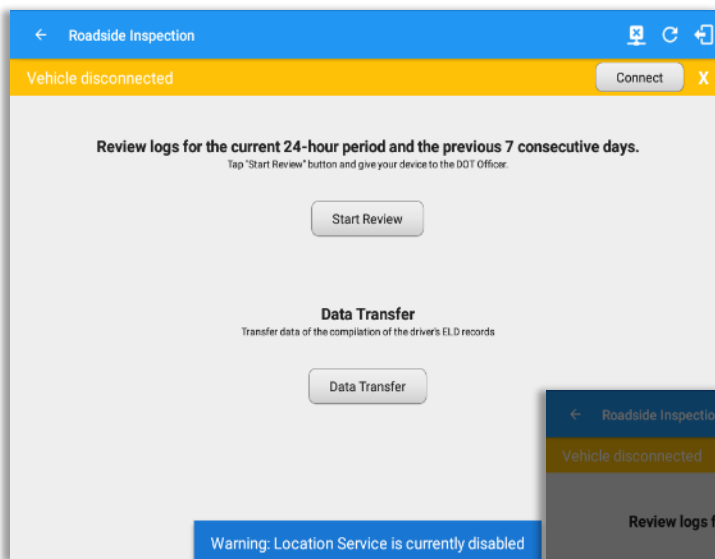 Roadside Inspection
Vehicle disconnected
Connect
X
Review logs for the current 24-hour period and the previous 7 consecutive days.
Tap "Start Review" button and give your device to the DOT Officer.
Start Review
Data Transfer
Transfer data of the compilation of the driver's ELD records
Data Transfer
Warning: Location Service is currently disabled
Roadside Inspectio
Vehicle disconnected
Review logs f